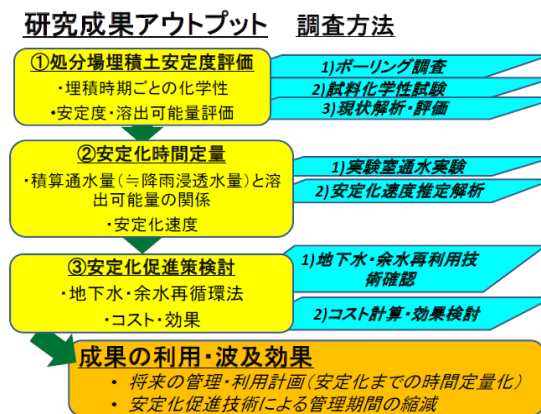 研究成果アウトプット 調査方法
①処分場埋積土安定度評価
・埋積時期ごとの化学性
・安定度・溶出可能量評価
1)ボーリング調査
2)試料化学性試験
3)現状解析・評価
②安定化時間定量
・積算通水量(≒降雨浸透水量)と溶
出可能量の関係
・安定化速度
1)実験室通水実験
2)安定化速度推定解析
③安定化促進策検討
・地下水・余水再循環法
・コスト・効果
1)地下水・余水再利用技
術確認
2)コスト計算・効果検討
成果の利用・波及効果
・ 将来の管理・利用計画(安定化までの時間定量化)
・ 安定化促進技術による管理期間の縮減